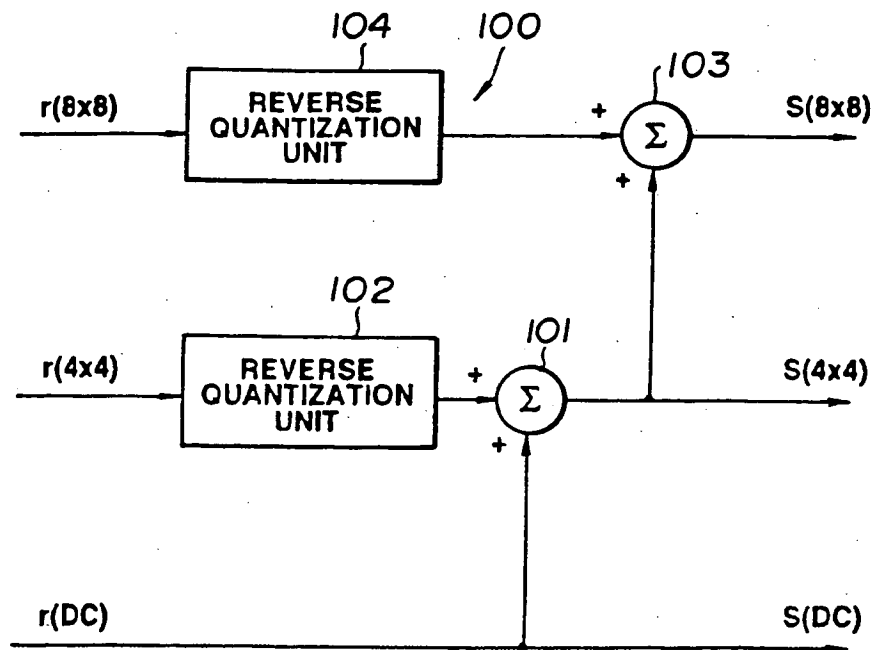 104
100
103
r(8x8)
REVERSE
QUANTIZATION
UNIT
+
Σ
+
S(8x8)
102
101
r(4x4)
REVERSE
QUANTIZATION
UNIT
+
Σ
+
S(4x4)
r(DC)
S(DC)